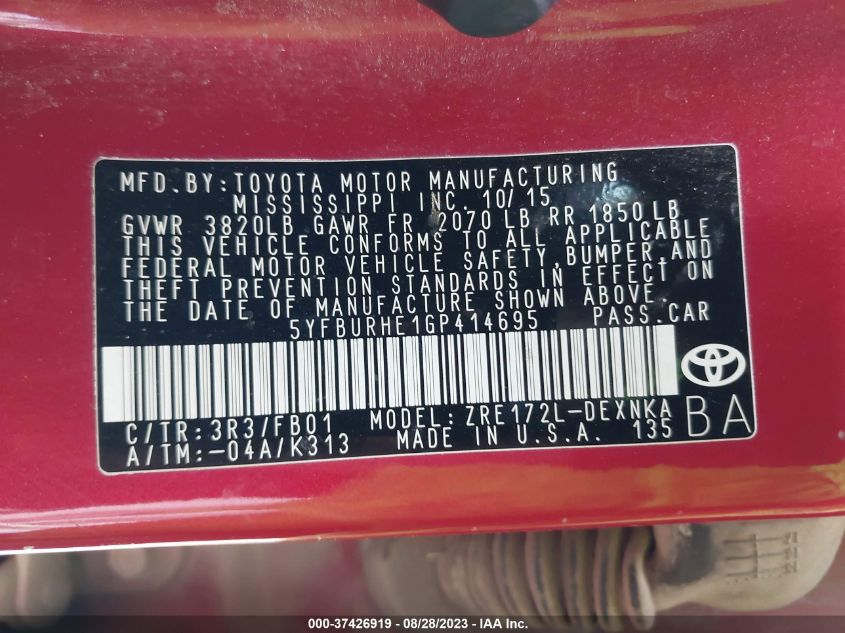 MFD.BY:TOYOTA MOTOR MANUFACTURING
MISSISSIPPI INC. 10/15
GVWR 3820LB GAWR FR 2070 LB RR 1850 LB
THIS VEHICLE CONFORMS TO ALL APPLICABLE
FEDERAL MOTOR VEHICLE SAFETY,BUMPER,AND
THEFT PREVENTION STANDARDS IN EFFECT ON
THE DATE OF MANUFACTURE SHOWN ABOVE.
5YFBURHE1GP414695 PASS.CAR
C/TR:3R3/FB01 MODEL:ZRE172L-DEXNKA
A/TM:-04A/K313 MADE IN U.S.A. 135
BA
000-37426919 / 08/28/2023 - © IAA Inc.